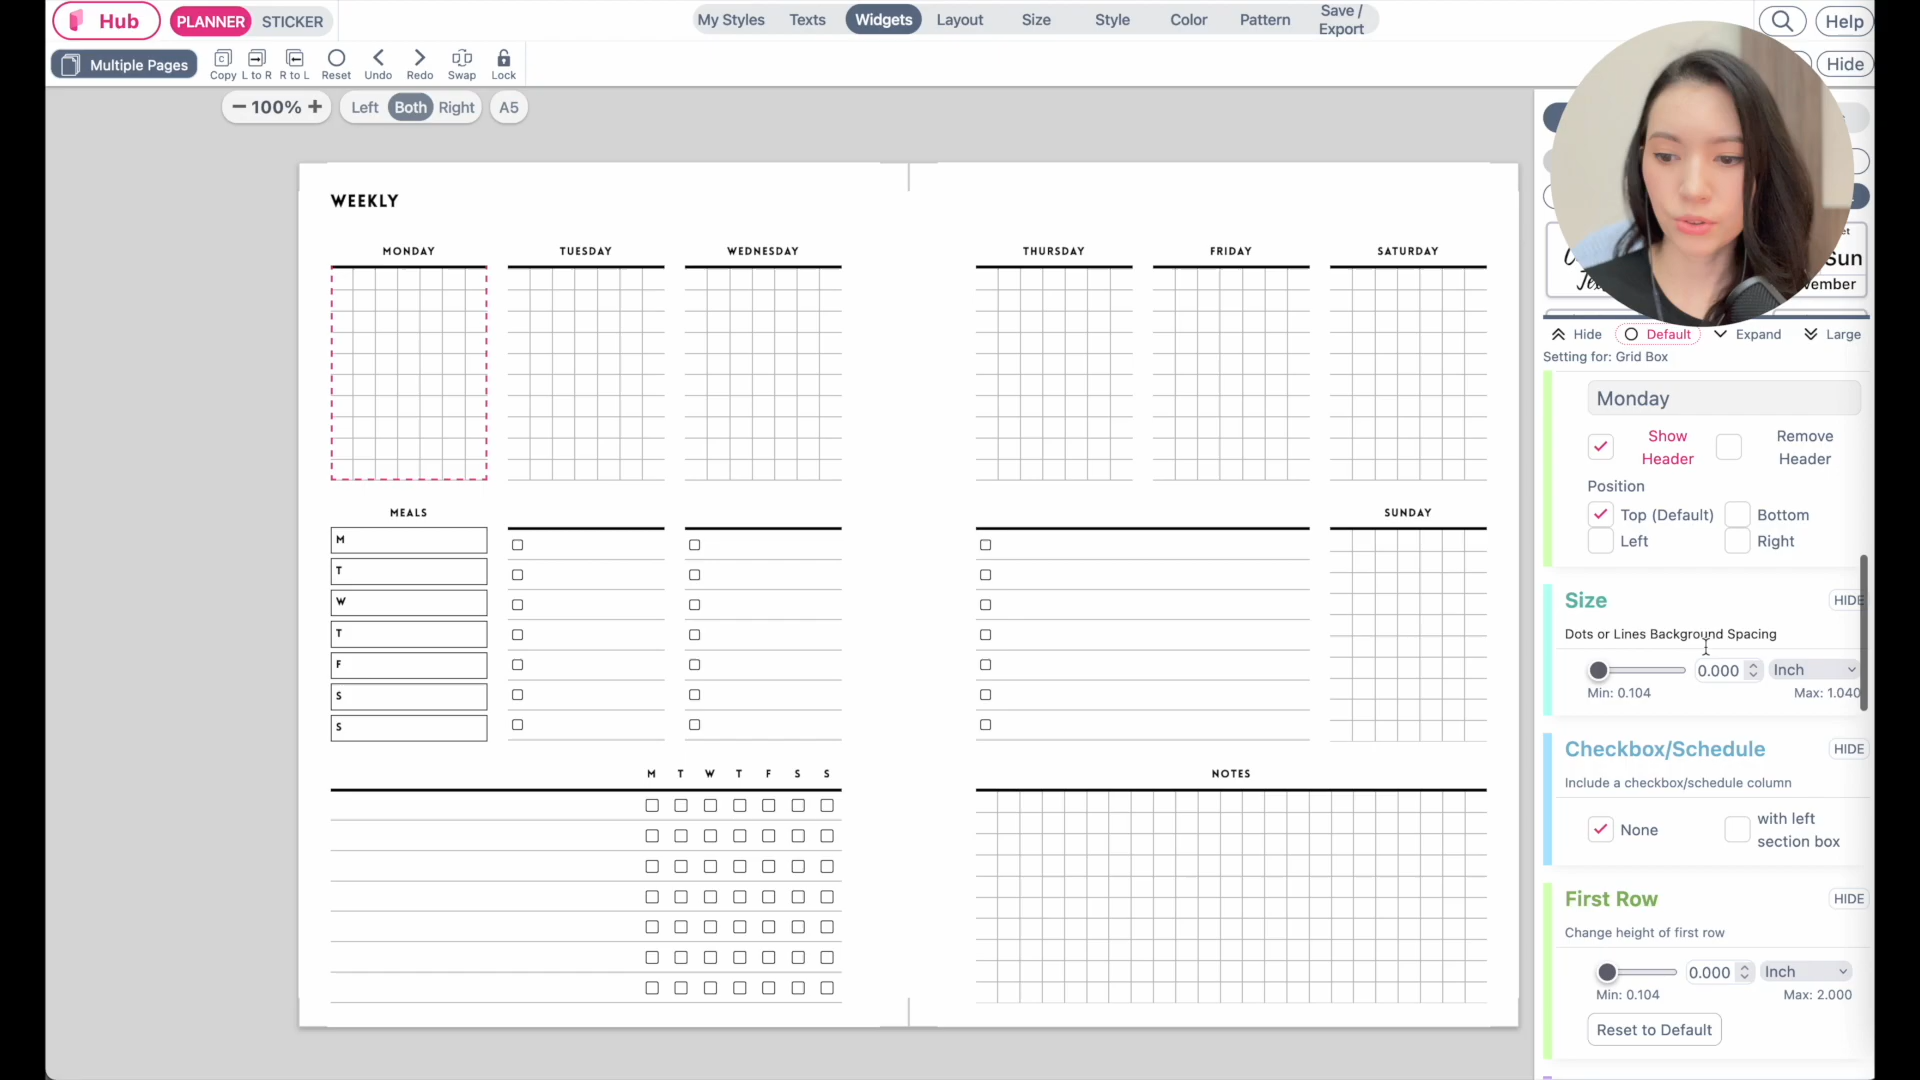 Hub
PLANNER
STICKER
My Styles
Texts
Widgets
Layout
Size
Style
Color
Pattern
Save /
Export
Help
Multiple Pages
Copy
L to R
R to L
Reset
Undo
Redo
Swap
Lock
Hide
100%
Left
Both
Right
A5
WEEKLY
MONDAY
TUESDAY
WEDNESDAY
THURSDAY
FRIDAY
SATURDAY
MEALS
SUNDAY
M
T
W
T
F
S
S
M T W T F S S
NOTES
Sun
Hide
Default
Expand
Large
Setting for: Grid Box
Monday
Show
Header
Remove
Header
Position
Top (Default)
Bottom
Left
Right
Size
HIDE
Dots or Lines Background Spacing
0.000
Inch
Min: 0.104
Max: 1.040
Checkbox/Schedule
HIDE
Include a checkbox/schedule column
None
with left
section box
First Row
HIDE
Change height of first row
0.000
Inch
Min: 0.104
Max: 2.000
Reset to Default